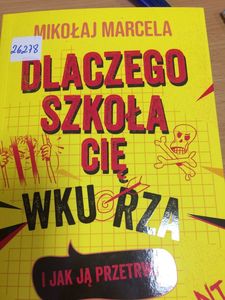 MIKOŁAJ MARCELA
26278
DLACZEGO
SZKOŁA
CIĘ
WKURZA
I JAK JĄ